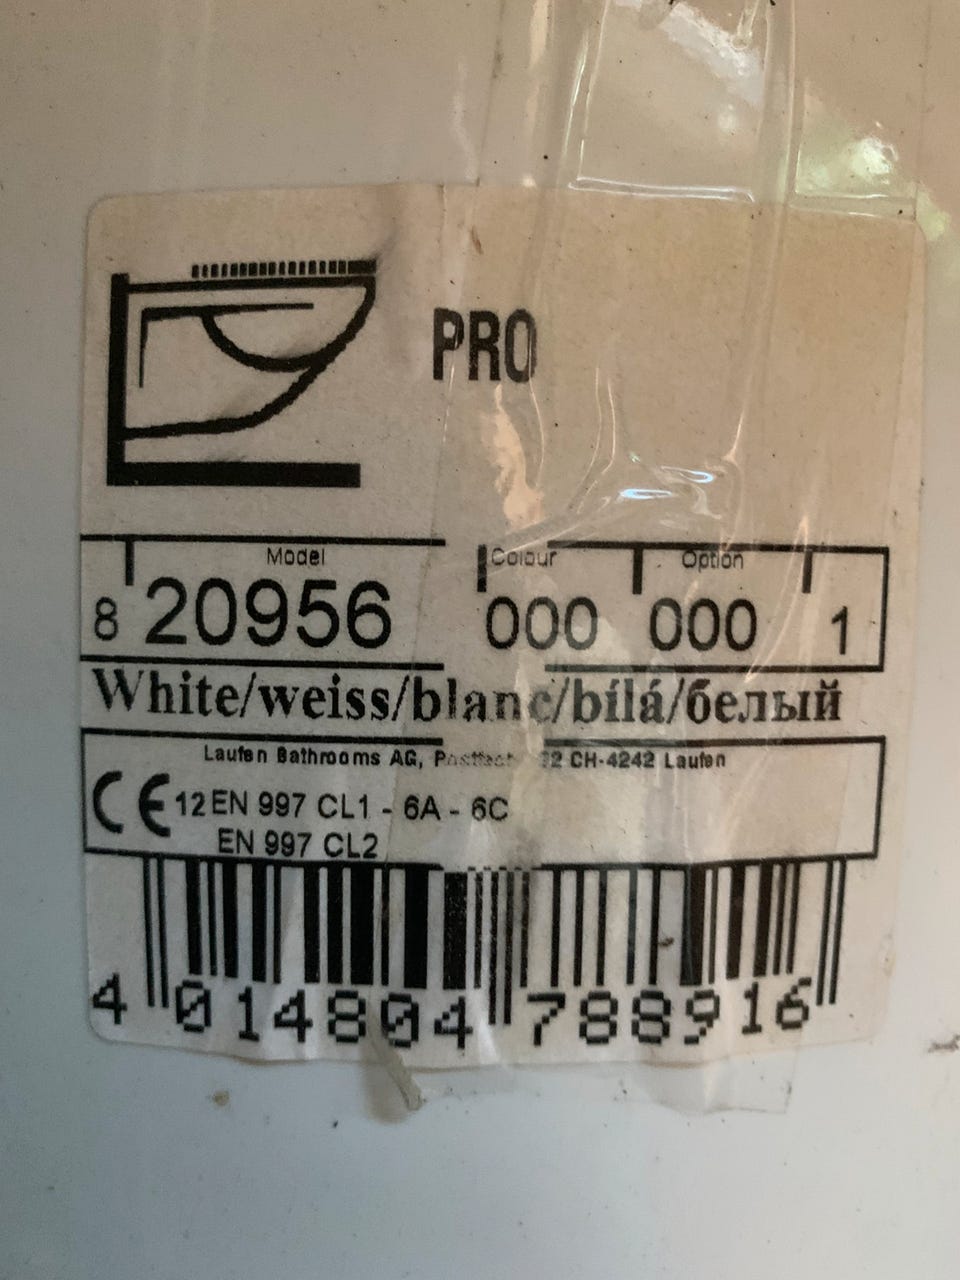 PRO
Model Colour Option
8 20956 000 000 1
White/weiss/blanc/bílá/белый
Laufen Bathrooms AG, CH-4242 Laufen
CE 12 EN 997 CL1 - 6A - 6C
EN 997 CL2
4 014804 788916